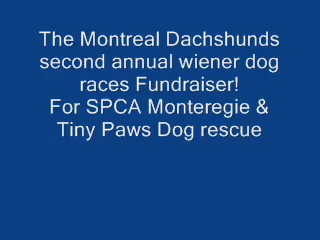 The Montreal Dachshunds
second annual wiener dog
races Fundraiser!
For SPCA Monteregie &
Tiny Paws Dog rescue